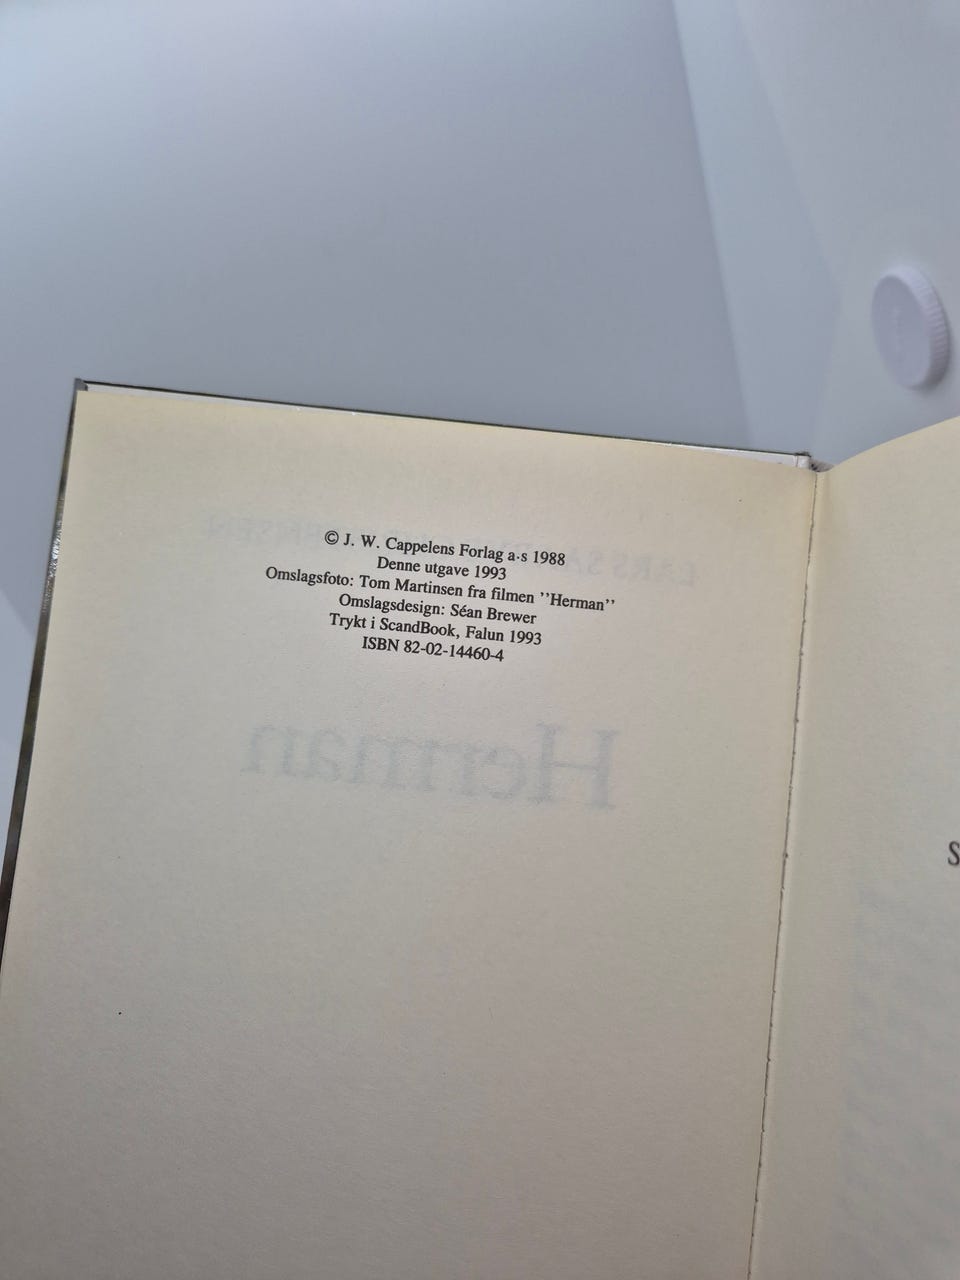 © J. W. Cappelens Forlag a·s 1988
Denne utgave 1993
Omslagsfoto: Tom Martinsen fra filmen ’’Herman’’
Omslagsdesign: Séan Brewer
Trykt i ScandBook, Falun 1993
ISBN 82-02-14460-4
Herman
S